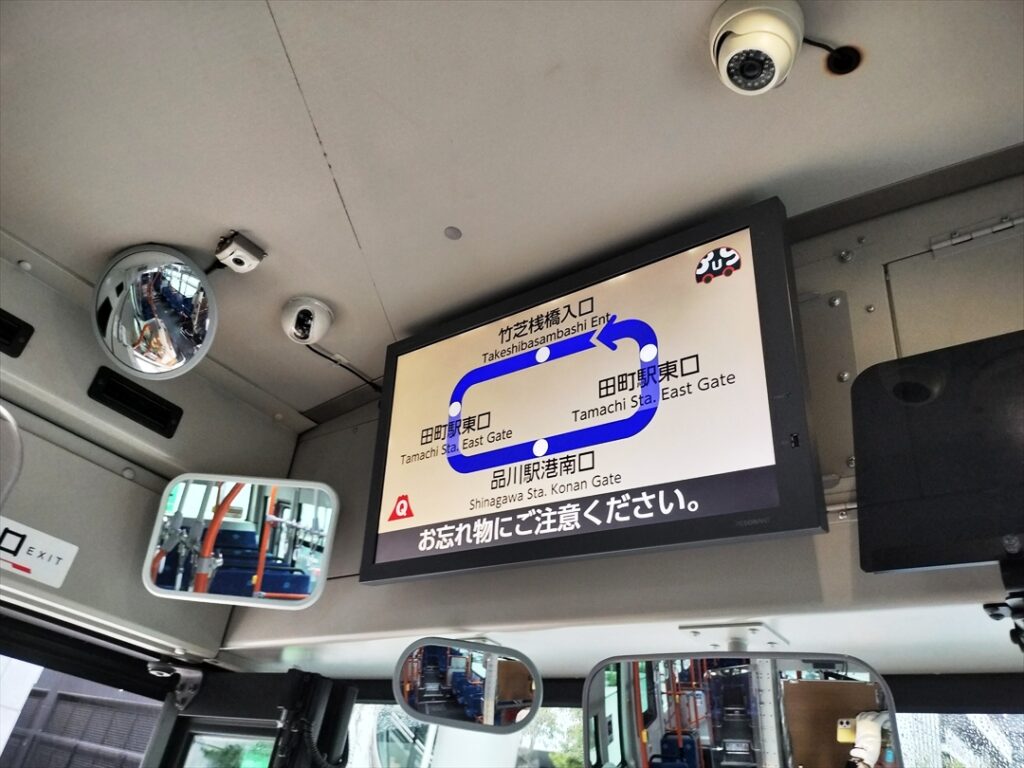 竹芝桟橋入口
Takeshibasambashi Ent.
田町駅東口
Tamachi Sta. East Gate
田町駅東口
Tamachi Sta. East Gate
品川駅港南口
Shinagawa Sta. Konan Gate
BUS
Q
お忘れ物にご注意ください。
口 EXIT